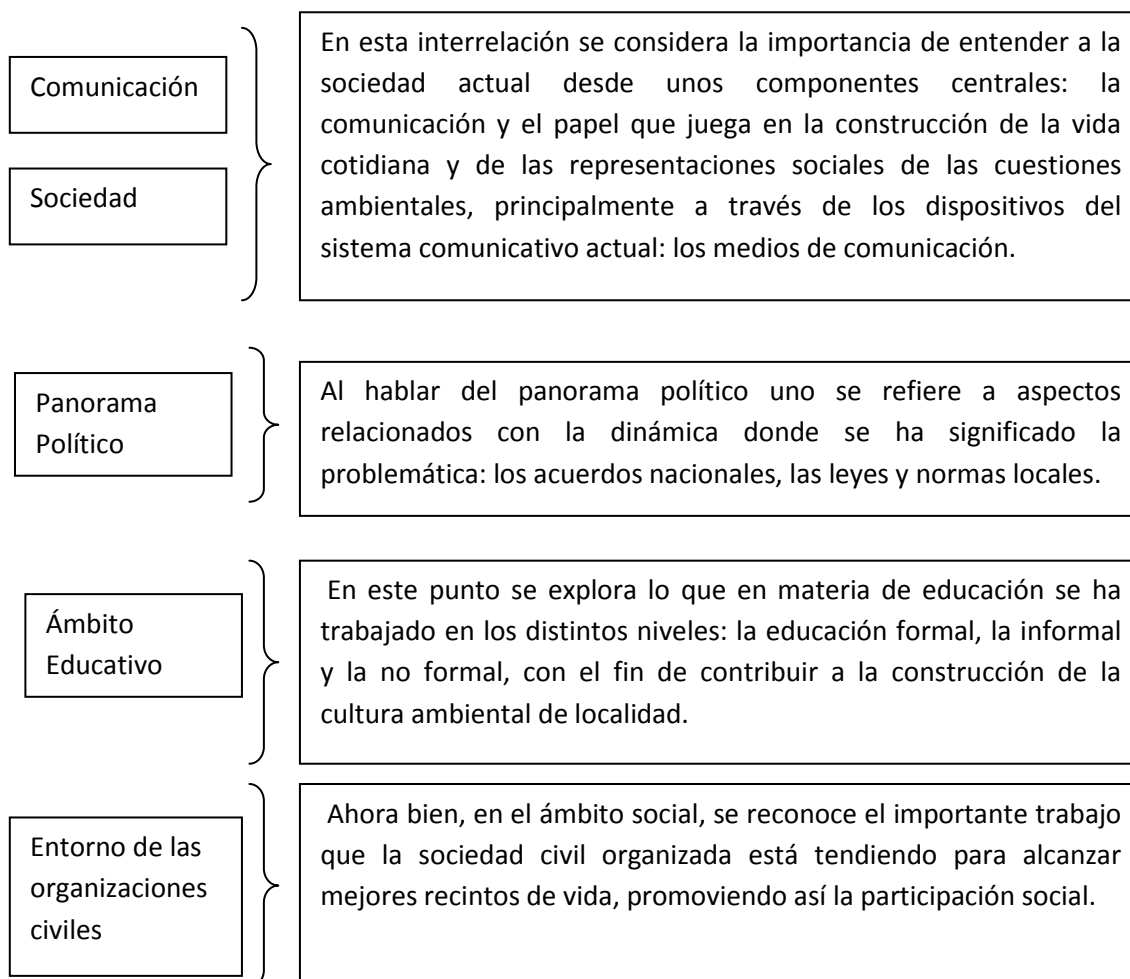 Comunicación
Sociedad
En esta interrelación se considera la importancia de entender a la
sociedad actual desde unos componentes centrales: la
comunicación y el papel que juega en la construcción de la vida
cotidiana y de las representaciones sociales de las cuestiones
ambientales, principalmente a través de los dispositivos del
sistema comunicativo actual: los medios de comunicación.
Panorama
Político
Al hablar del panorama político uno se refiere a aspectos
relacionados con la dinámica donde se ha significado la
problemática: los acuerdos nacionales, las leyes y normas locales.
Ámbito
Educativo
En este punto se explora lo que en materia de educación se ha
trabajado en los distintos niveles: la educación formal, la informal
y la no formal, con el fin de contribuir a la construcción de la
cultura ambiental de localidad.
Entorno de las
organizaciones
civiles
Ahora bien, en el ámbito social, se reconoce el importante trabajo
que la sociedad civil organizada está tendiendo para alcanzar
mejores recintos de vida, promoviendo así la participación social.